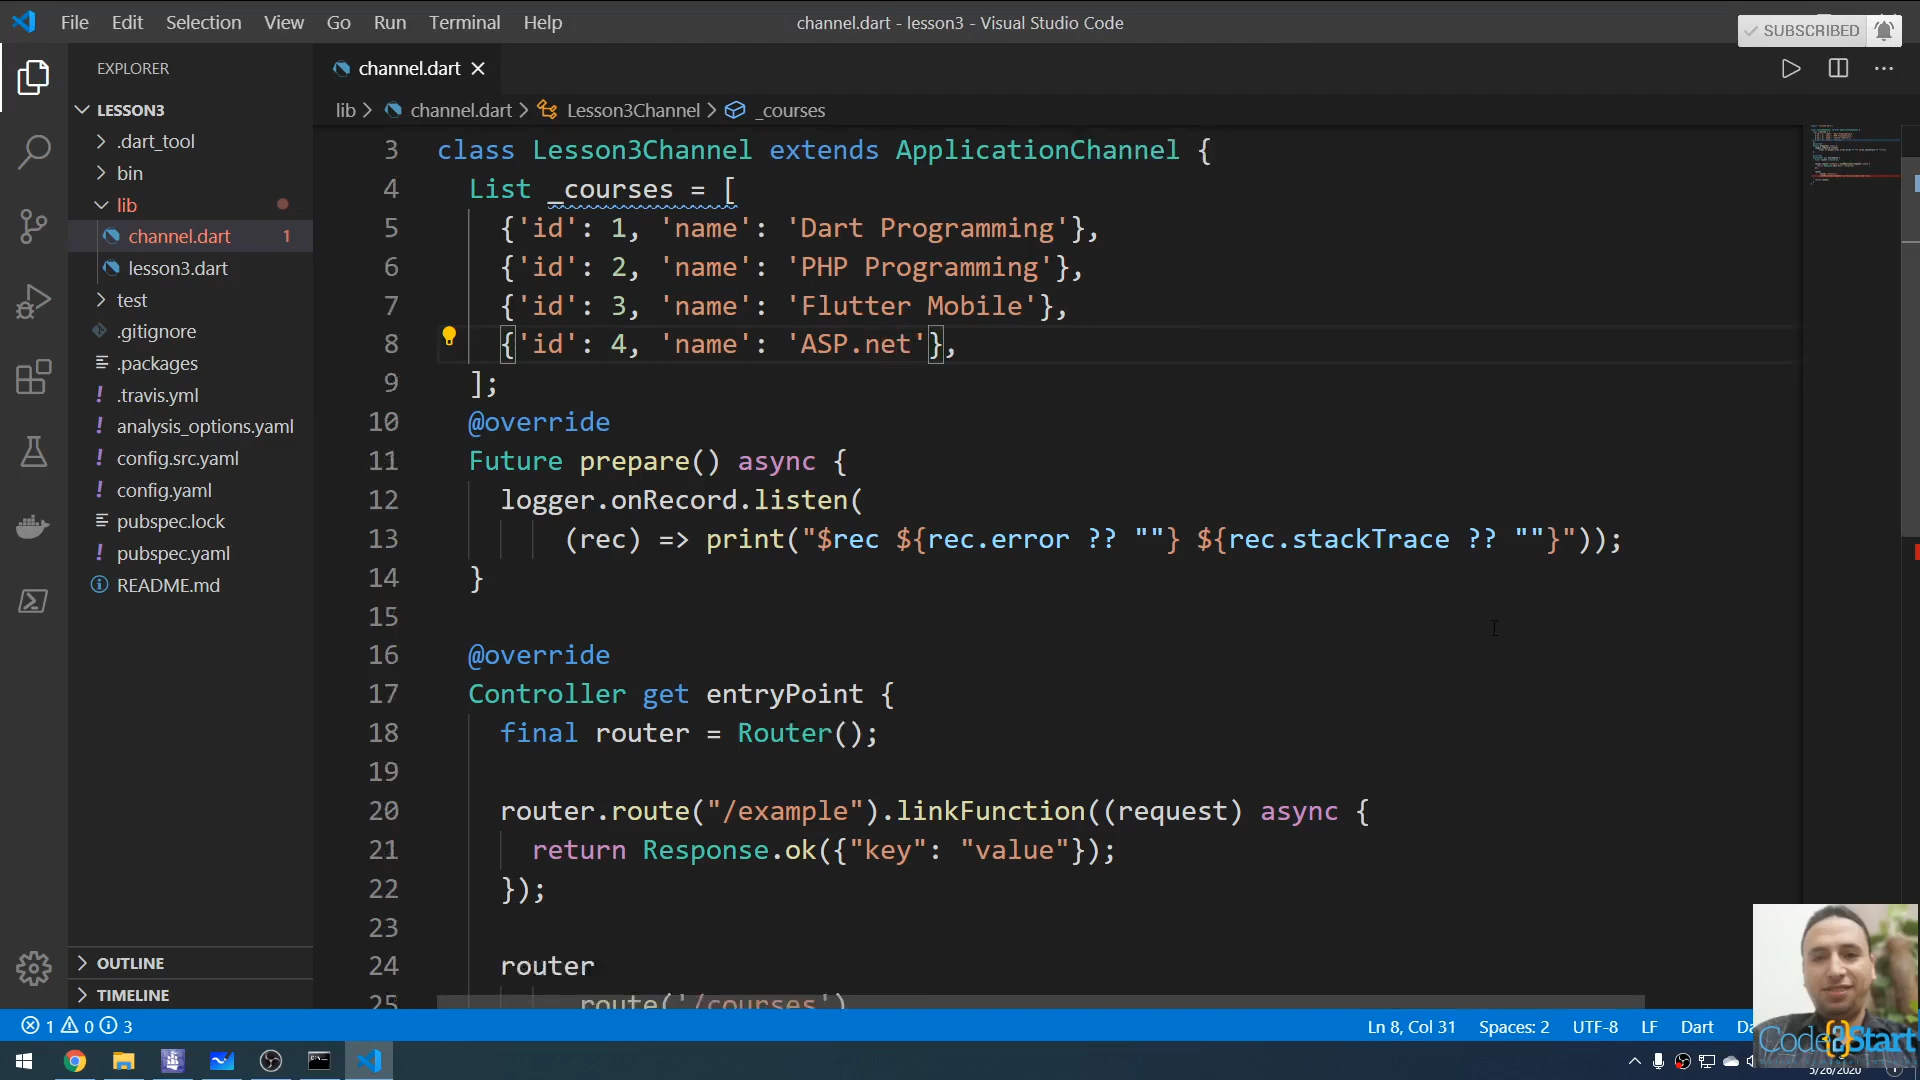 File Edit Selection View Go Run Terminal Help
channel.dart - lesson3 - Visual Studio Code
SUBSCRIBED
EXPLORER
channel.dart
LESSON3
.dart_tool
bin
lib
channel.dart 1
lesson3.dart
test
.gitignore
.packages
.travis.yml
analysis_options.yaml
config.src.yaml
config.yaml
pubspec.lock
pubspec.yaml
README.md
OUTLINE
TIMELINE
lib > channel.dart > Lesson3Channel > _courses
3 class Lesson3Channel extends ApplicationChannel {
4 List _courses = [
5 {'id': 1, 'name': 'Dart Programming'},
6 {'id': 2, 'name': 'PHP Programming'},
7 {'id': 3, 'name': 'Flutter Mobile'},
8 {'id': 4, 'name': 'ASP.net'},
9 ];
10 @override
11 Future prepare() async {
12 logger.onRecord.listen(
13 (rec) => print("$rec ${rec.error ?? ""} ${rec.stackTrace ?? ""}"));
14 }
15
16 @override
17 Controller get entryPoint {
18 final router = Router();
19
20 router.route("/example").linkFunction((request) async {
21 return Response.ok({"key": "value"});
22 });
23
24 router
25 .route('/courses')
1 0 3
Ln 8, Col 31 Spaces: 2 UTF-8 LF Dart
Code2Start
5/26/2020